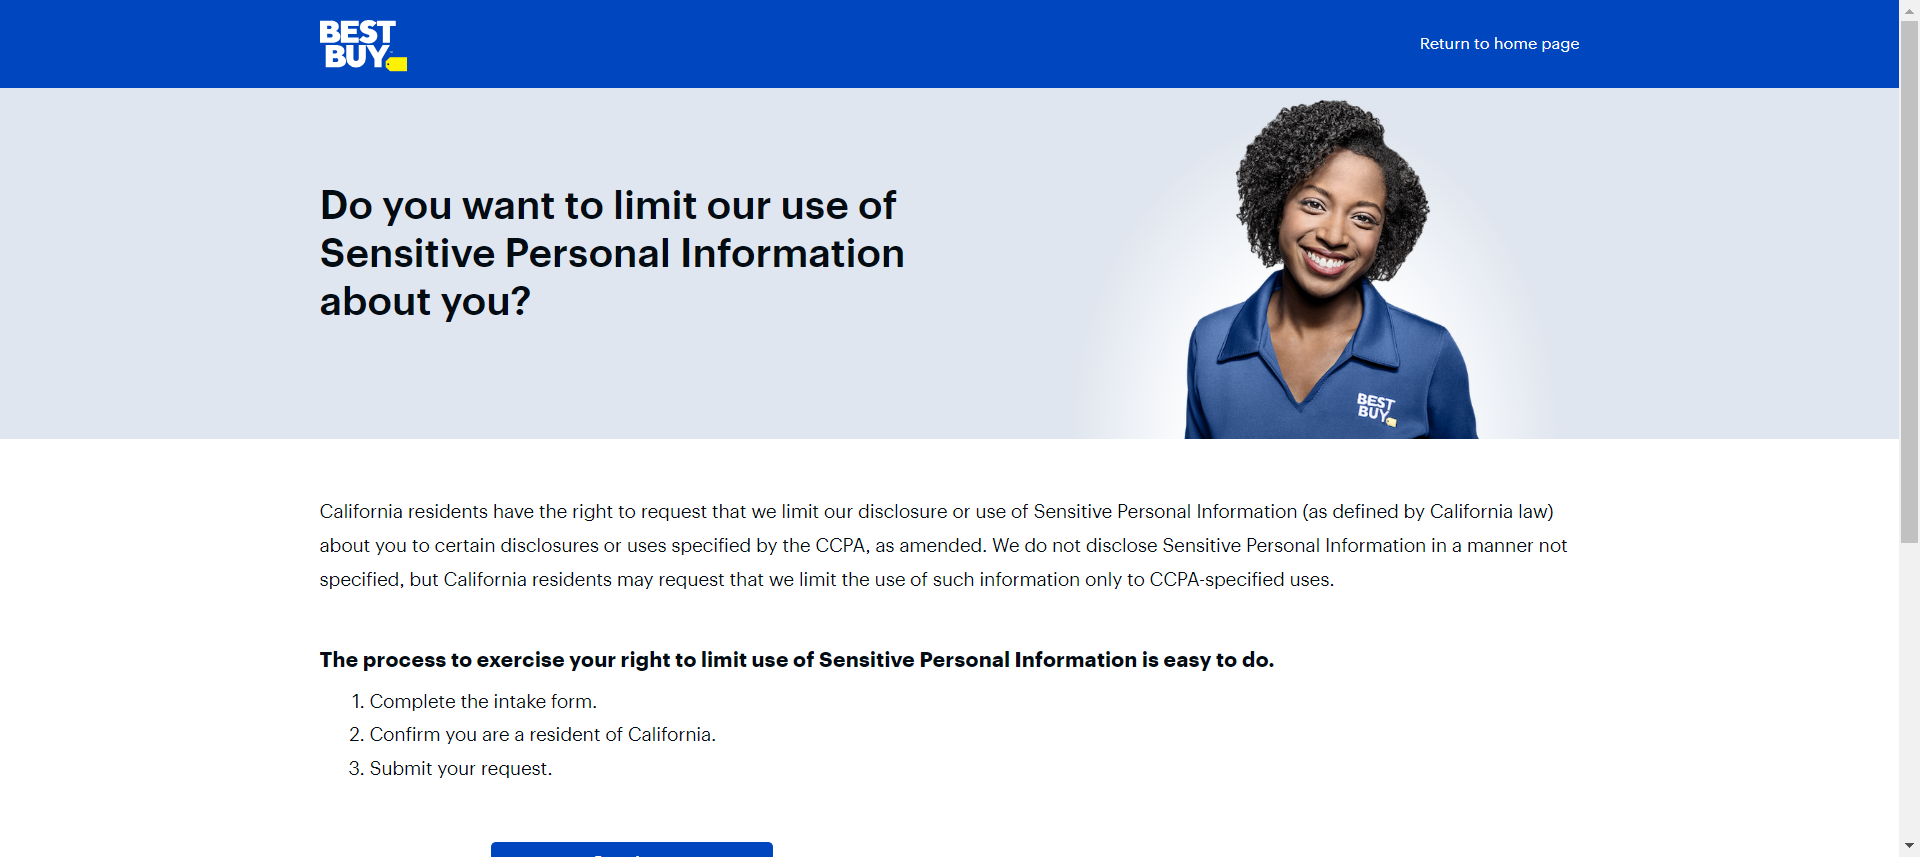 BEST
BUY
Return to home page
Do you want to limit our use of
Sensitive Personal Information
about you?
BEST
BUY
California residents have the right to request that we limit our disclosure or use of Sensitive Personal Information (as defined by California law)
about you to certain disclosures or uses specified by the CCPA, as amended. We do not disclose Sensitive Personal Information in a manner not
specified, but California residents may request that we limit the use of such information only to CCPA-specified uses.
The process to exercise your right to limit use of Sensitive Personal Information is easy to do.
1. Complete the intake form.
2. Confirm you are a resident of California.
3. Submit your request.